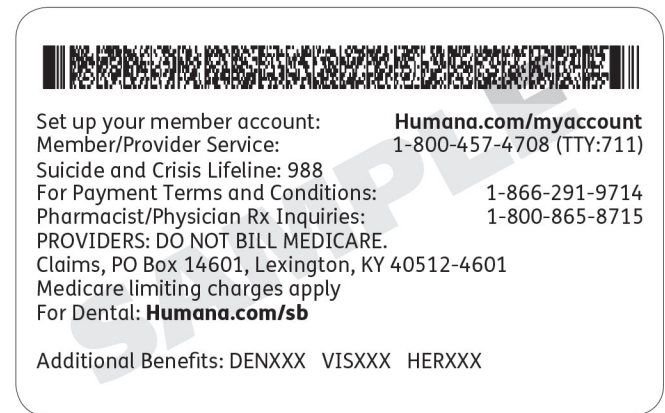 Set up your member account: Humana.com/myaccount
Member/Provider Service: 1-800-457-4708 (TTY:711)
Suicide and Crisis Lifeline: 988
For Payment Terms and Conditions: 1-866-291-9714
Pharmacist/Physician Rx Inquiries: 1-800-865-8715
PROVIDERS: DO NOT BILL MEDICARE.
Claims, PO Box 14601, Lexington, KY 40512-4601
Medicare limiting charges apply
For Dental: Humana.com/sb
Additional Benefits: DENXXX VISXXX HERXXX
SAMPLE